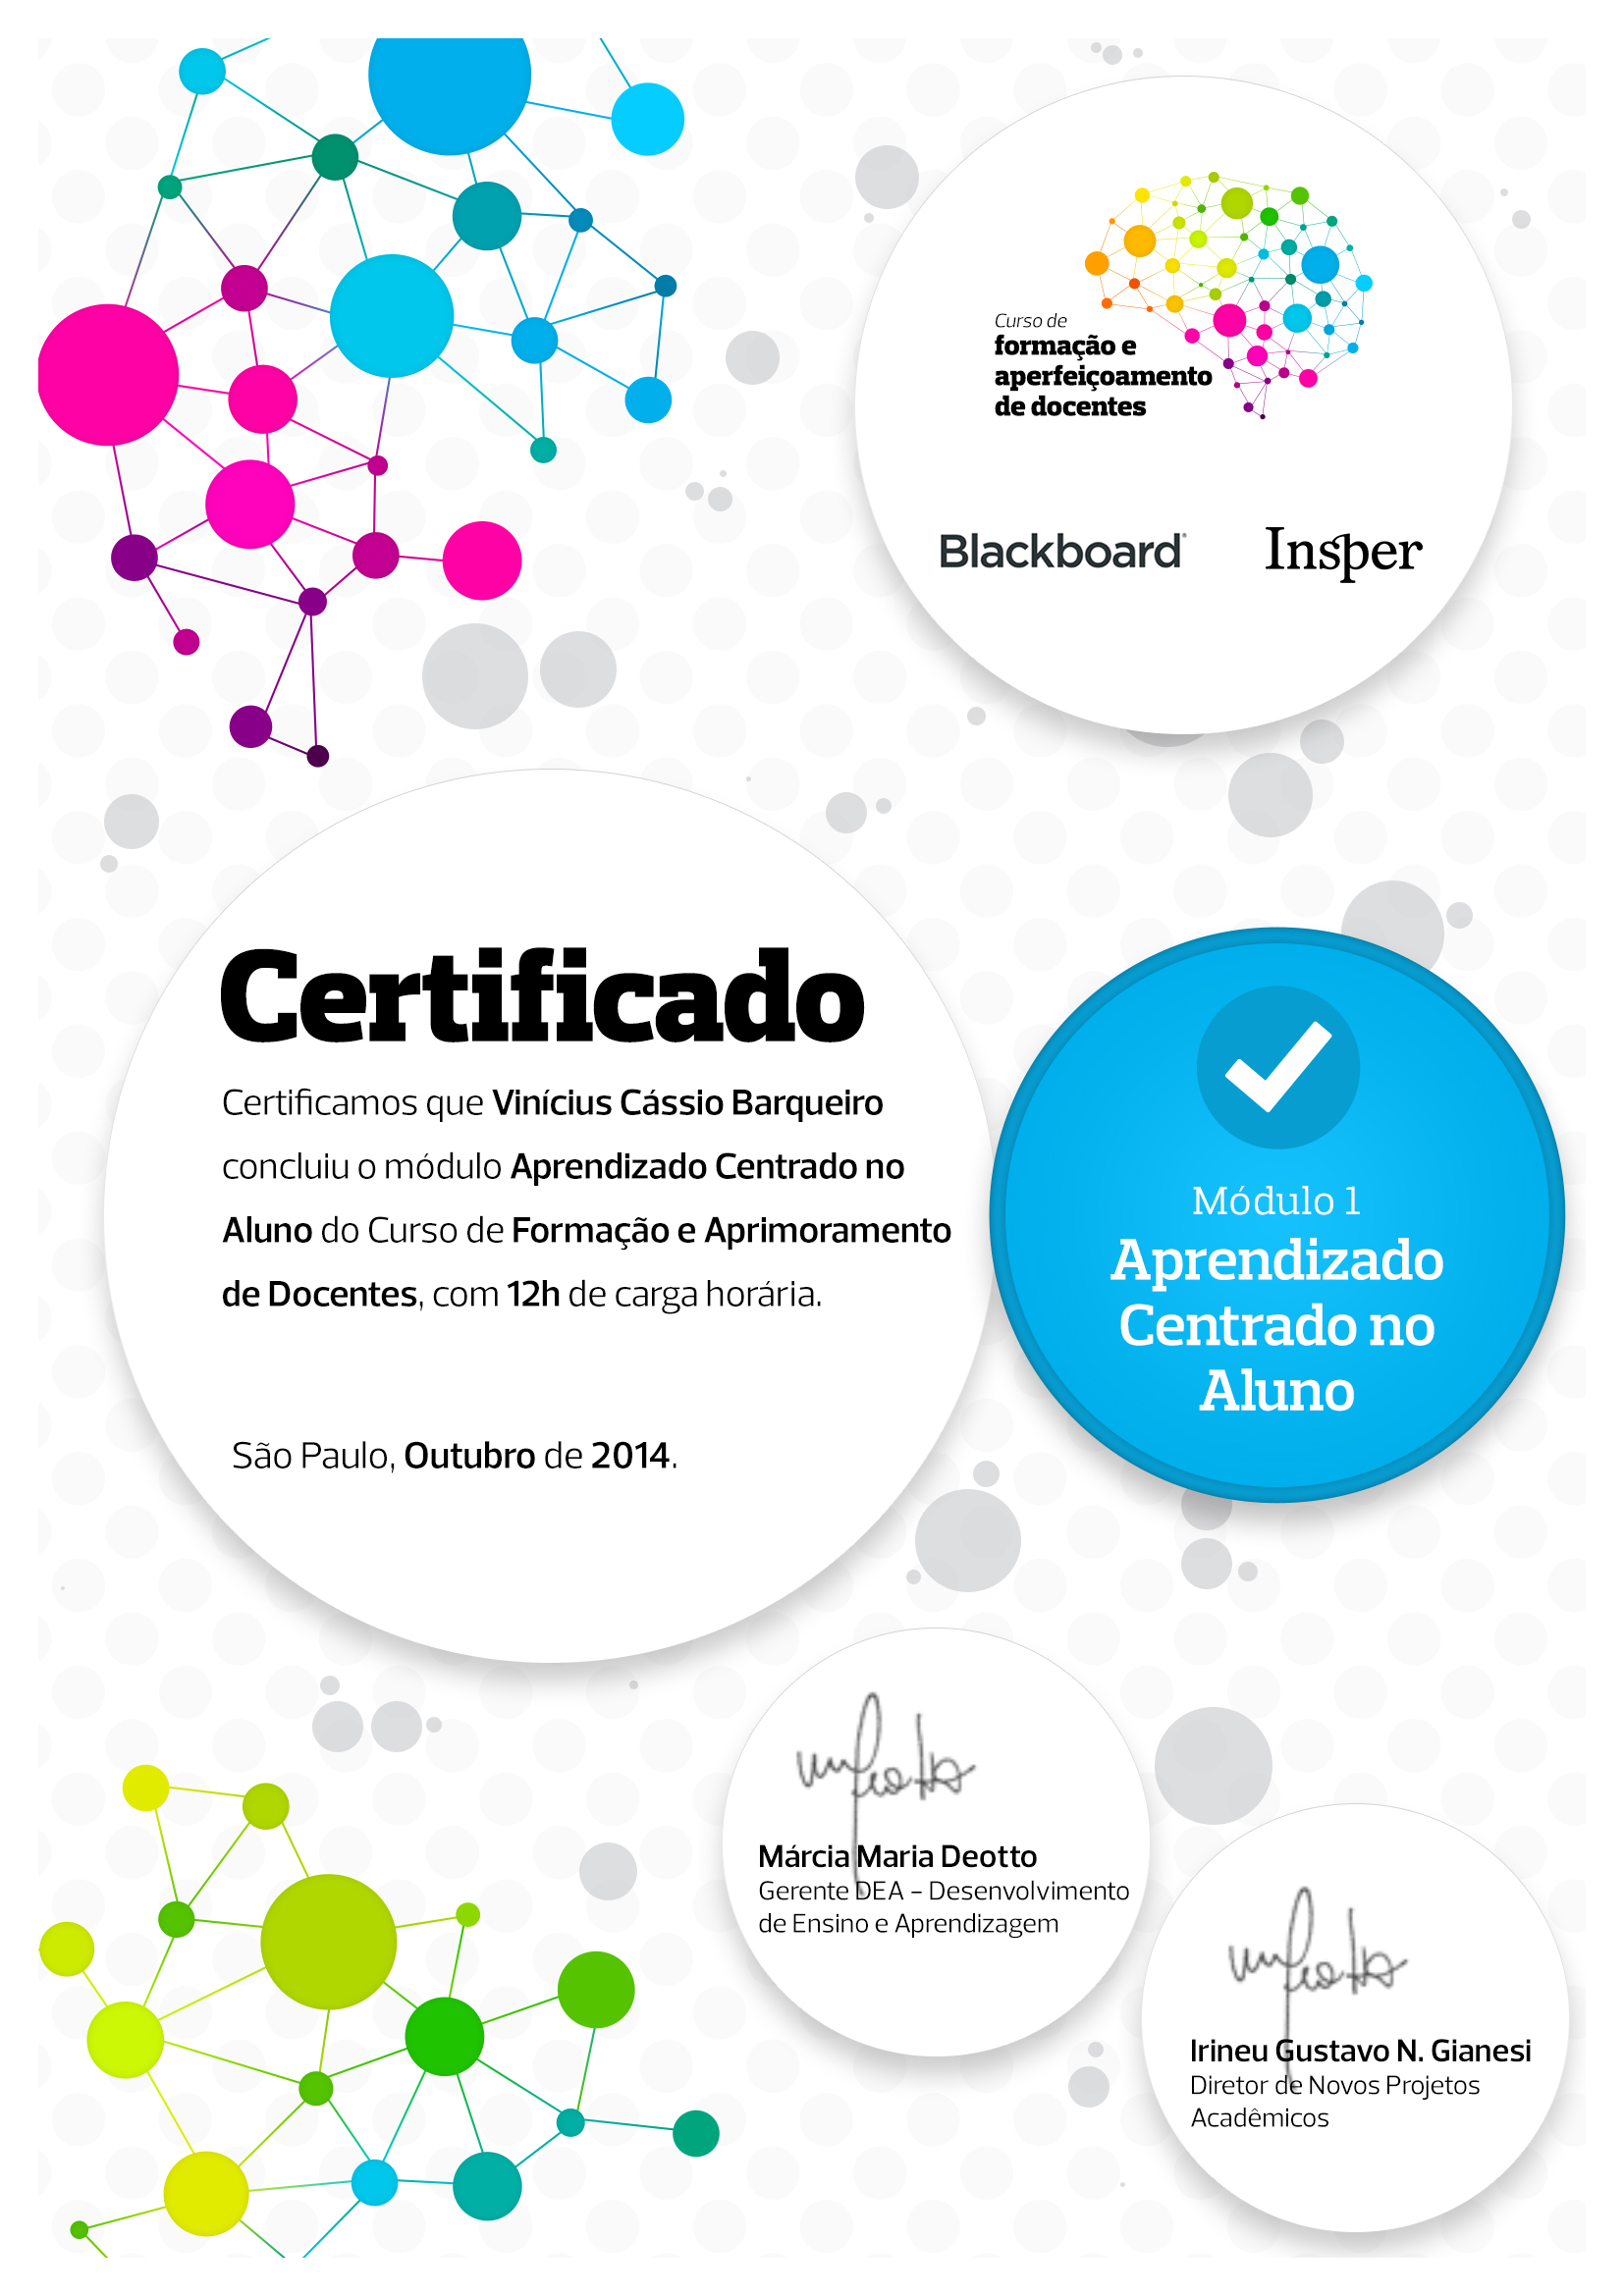 Curso de
formação e
aperfeiçoamento
de docentes
Blackboard
Insper
Certificado
Certificamos que Vinícius Cássio Barqueiro
concluiu o módulo Aprendizado Centrado no
Aluno do Curso de Formação e Aprimoramento
de Docentes, com 12h de carga horária.
São Paulo, Outubro de 2014.
Módulo 1
Aprendizado
Centrado no
Aluno
Márcia Maria Deotto
Gerente DEA – Desenvolvimento
de Ensino e Aprendizagem
Irineu Gustavo N. Gianesi
Diretor de Novos Projetos
Acadêmicos